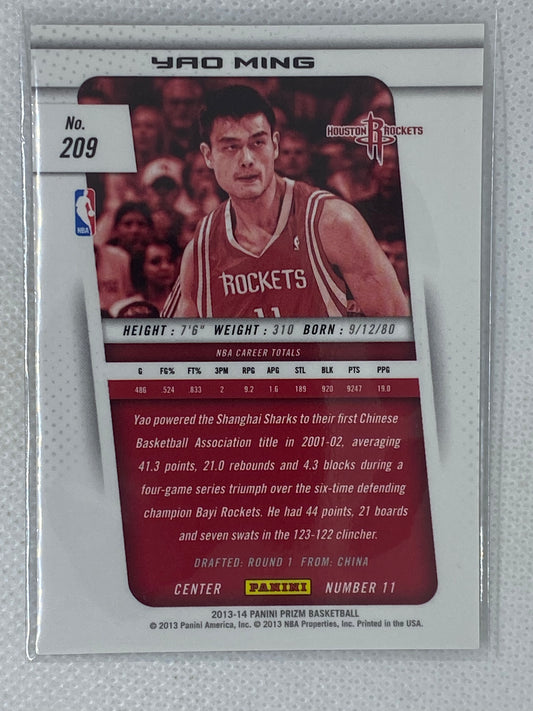 YAO MING
No.
209
HOUSTON ROCKETS
NBA
ROCKETS
11
HEIGHT : 7'6" WEIGHT : 310 BORN : 9/12/80
NBA CAREER TOTALS
G FG% FT% 3PM RPG APG STL BLK PTS PPG
486 .524 .833 2 9.2 1.6 189 920 9247 19.0
Yao powered the Shanghai Sharks to their first Chinese
Basketball Association title in 2001-02, averaging
41.3 points, 21.0 rebounds and 4.3 blocks during a
four-game series triumph over the six-time defending
champion Bayi Rockets. He had 44 points, 21 boards
and seven swats in the 123-122 clincher.
DRAFTED: ROUND 1 FROM: CHINA
CENTER PANINI NUMBER 11
2013-14 PANINI PRIZM BASKETBALL
© 2013 Panini America, Inc. © 2013 NBA Properties, Inc. Printed in the USA.